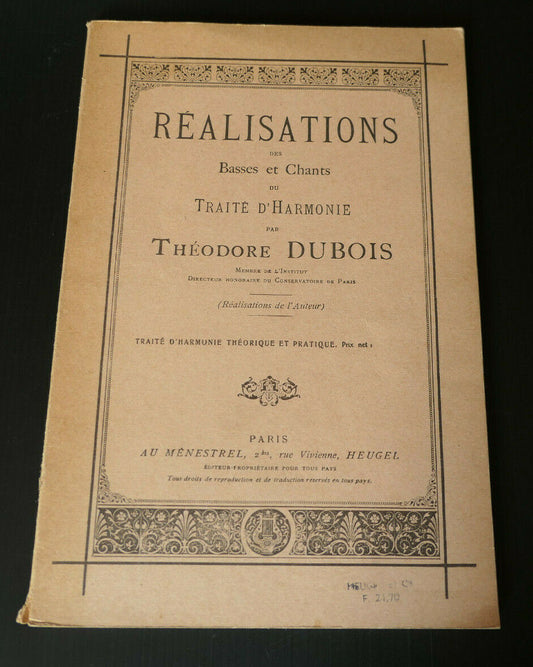 RÉALISATIONS
DES
Basses et Chants
DU
TRAITÉ D'HARMONIE
PAR
THÉODORE DUBOIS
MEMBRE DE L'INSTITUT
DIRECTEUR HONORAIRE DU CONSERVATOIRE DE PARIS
(Réalisations de l'Auteur)
TRAITÉ D'HARMONIE THÉORIQUE ET PRATIQUE. Prix net :
PARIS
AU MÉNESTREL, 2bis, rue Vivienne, HEUGEL
ÉDITEUR-PROPRIÉTAIRE POUR TOUS PAYS
Tous droits de reproduction et de traduction réservés en tous pays.
F. 21,70